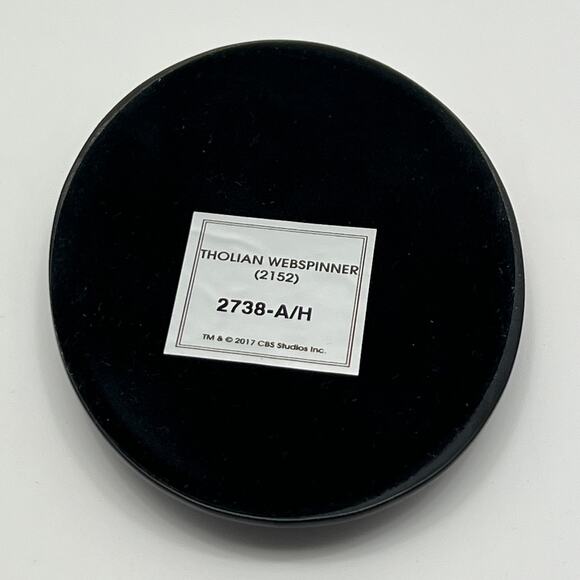 THOLIAN WEBSPINNER
(2152)
2738-A/H
TM & © 2017 CBS Studios Inc.